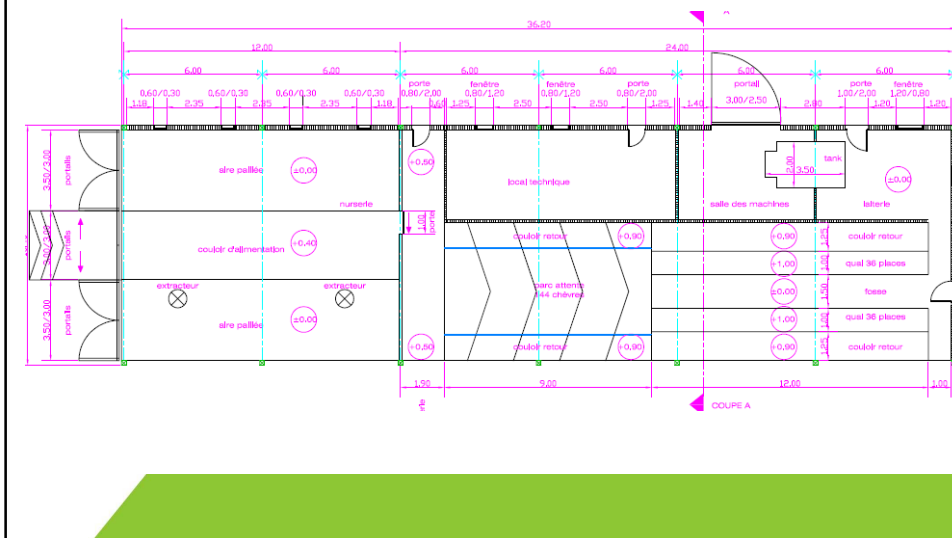 36.20
12.00 24.00
6.00 6.00 6.00 6.00 6.00 6.00
porte fenêtre fenêtre porte portail porte fenêtre
0,60/0,30 0,60/0,30 0,60/0,30 0,60/0,30 0,80/2,00 0,80/1,20 0,80/1,20 0,80/2,00 3,00/2,50 1,00/2,00 1,20/0,80
1.18 2.35 2.35 2.35 1.18 1.25 2.50 2.50 1.25 1.40 2.80 1.20 1.20
3,50/3,00
portails
aire paillée
±0,00
+0,50
local technique
2,00
3.50
tank
±0.00
nurserie
salle des machines
laiterie
3,00/3,00
portails
couloir d'alimentation
+0,40
1.00
porte
couloir retour
+0,90
+0,90
1.25
couloir retour
+1,00
1.00
quai 36 places
extracteur
extracteur
parc attente
144 chèvres
±0.00
1.50
fosse
3,50/3,00
portails
aire paillée
±0.00
+1,00
1.00
quai 36 places
+0,50
couloir retour
+0,90
+0,90
1.25
couloir retour
1.90 9.00 12.00 1.00
COUPE A